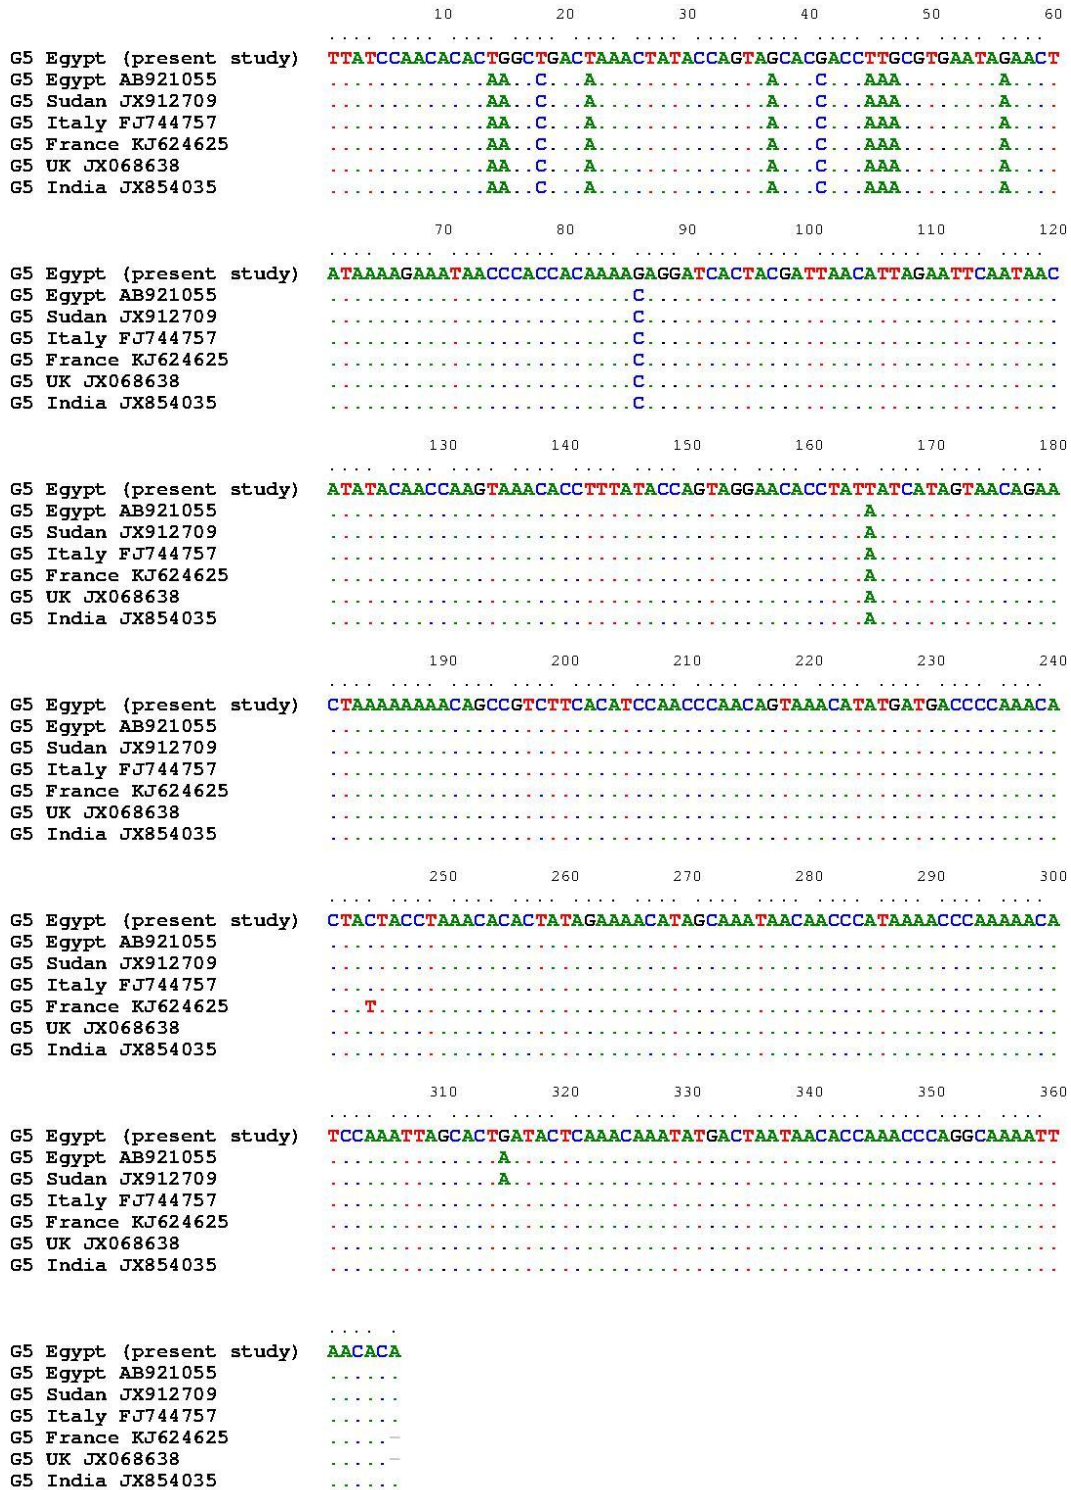 10 20 30 40 50 60
.... .... .... .... .... .... .... .... .... .... .... ....
G5 Egypt (present study) TTATCCAACACACTGGCTGACTAAACTATACCAGTAGCACGACCTTGCGTGAATAGAACT
G5 Egypt AB921055 .............AA..C...A..............A...C...AAA........A....
G5 Sudan JX912709 .............AA..C...A..............A...C...AAA........A....
G5 Italy FJ744757 .............AA..C...A..............A...C...AAA........A....
G5 France KJ624625 .............AA..C...A..............A...C...AAA........A....
G5 UK JX068638 .............AA..C...A..............A...C...AAA........A....
G5 India JX854035 .............AA..C...A..............A...C...AAA........A....
70 80 90 100 110 120
.... .... .... .... .... .... .... .... .... .... .... ....
G5 Egypt (present study) ATAAAAGAAATAACCCACCACAAAAGAGGATCACTACGATTAACATTAGAATTCAATAAC
G5 Egypt AB921055 .........................C..................................
G5 Sudan JX912709 .........................C..................................
G5 Italy FJ744757 .........................C..................................
G5 France KJ624625 .........................C..................................
G5 UK JX068638 .........................C..................................
G5 India JX854035 .........................C..................................
130 140 150 160 170 180
.... .... .... .... .... .... .... .... .... .... .... ....
G5 Egypt (present study) ATATACAACCAAGTAAACACCTTTATACCAGTAGGAACACCTATTATCATAGTAACAGAA
G5 Egypt AB921055 ............................................A...............
G5 Sudan JX912709 ............................................A...............
G5 Italy FJ744757 ............................................A...............
G5 France KJ624625 ............................................A...............
G5 UK JX068638 ............................................A...............
G5 India JX854035 ............................................A...............
190 200 210 220 230 240
.... .... .... .... .... .... .... .... .... .... .... ....
G5 Egypt (present study) CTAAAAAAAACAGCCGTCTTCACATCCAACCCAACAGTAAACATATGATGACCCCAAACA
G5 Egypt AB921055 ............................................................
G5 Sudan JX912709 ............................................................
G5 Italy FJ744757 ............................................................
G5 France KJ624625 ............................................................
G5 UK JX068638 ............................................................
G5 India JX854035 ............................................................
250 260 270 280 290 300
.... .... .... .... .... .... .... .... .... .... .... ....
G5 Egypt (present study) CTACTACCTAAACACACTATAGAAAACATAGCAAATAACAACCCATAAAACCCAAAAACA
G5 Egypt AB921055 ............................................................
G5 Sudan JX912709 ............................................................
G5 Italy FJ744757 ............................................................
G5 France KJ624625 ...T........................................................
G5 UK JX068638 ............................................................
G5 India JX854035 ............................................................
310 320 330 340 350 360
.... .... .... .... .... .... .... .... .... .... .... ....
G5 Egypt (present study) TCCAAATTAGCACTGATACTCAAACAAATATGACTAATAACACCAAACCCAGGCAAAATT
G5 Egypt AB921055 ..............A.............................................
G5 Sudan JX912709 ..............A.............................................
G5 Italy FJ744757 ............................................................
G5 France KJ624625 ............................................................
G5 UK JX068638 ............................................................
G5 India JX854035 ............................................................
.... .
G5 Egypt (present study) AACACA
G5 Egypt AB921055 ......
G5 Sudan JX912709 ......
G5 Italy FJ744757 ......
G5 France KJ624625 .....-
G5 UK JX068638 .....-
G5 India JX854035 ......